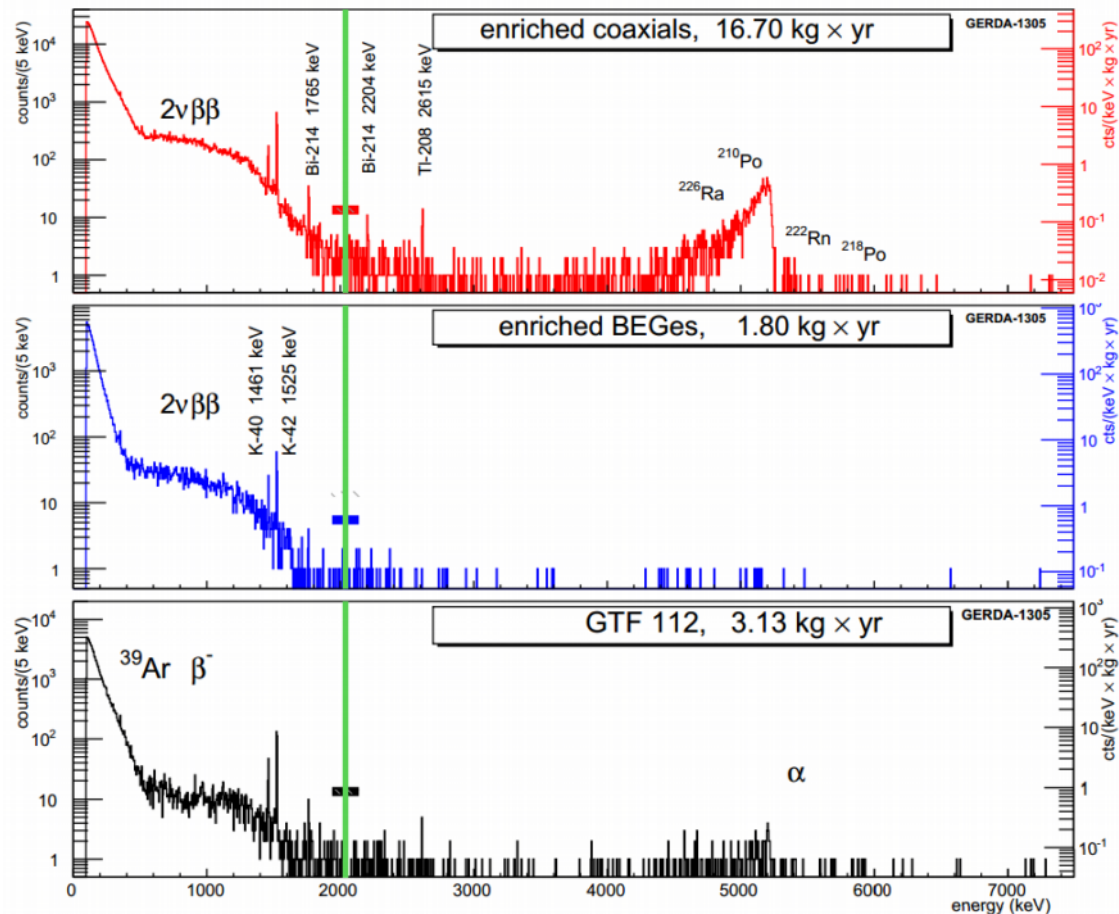 enriched coaxials, 16.70 kg × yr
GERDA-1305
counts/(5 keV)
10⁴
10³
10²
10
1
2νββ
Bi-214 1765 keV
Bi-214 2204 keV
Tl-208 2615 keV
²²⁶Ra
²¹⁰Po
²²²Rn
²¹⁸Po
10²
10
1
10⁻¹
10⁻²
cts/(keV × kg × yr)
enriched BEGes, 1.80 kg × yr
GERDA-1305
counts/(5 keV)
10³
10²
10
1
2νββ
K-40 1461 keV
K-42 1525 keV
10³
10²
10
1
10⁻¹
cts/(keV × kg × yr)
GTF 112, 3.13 kg × yr
GERDA-1305
counts/(5 keV)
10⁴
10³
10²
10
1
³⁹Ar β⁻
α
10³
10²
10
1
10⁻¹
cts/(keV × kg × yr)
0 1000 2000 3000 4000 5000 6000 7000
energy (keV)